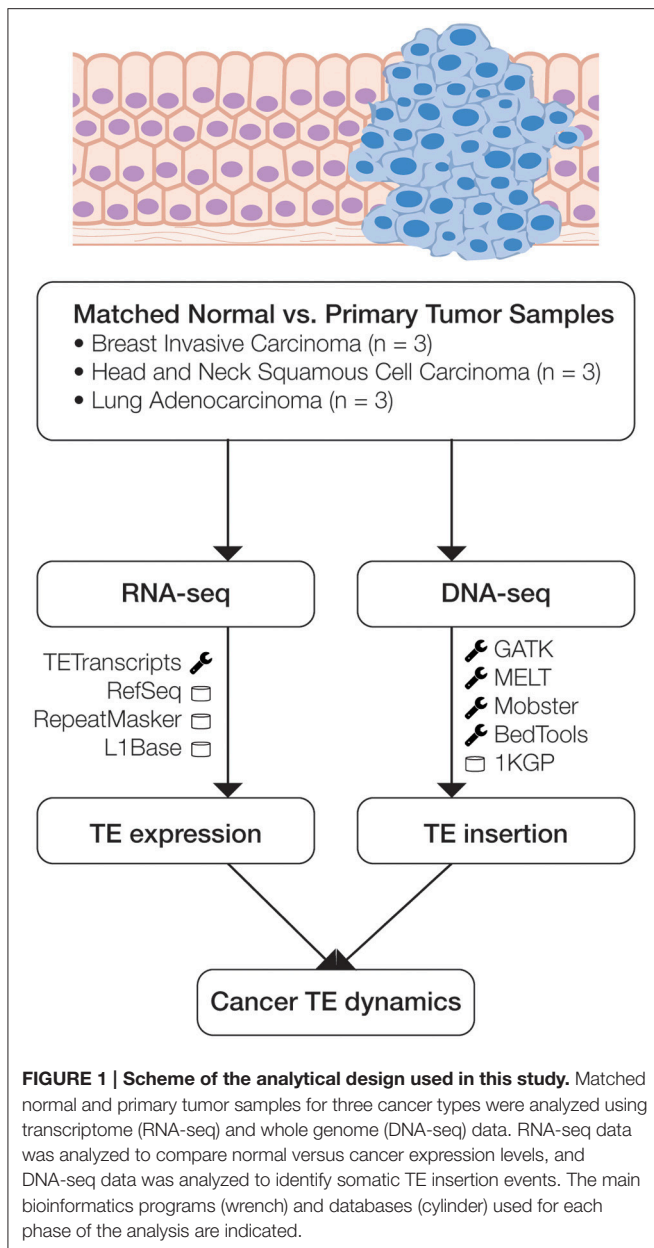 Matched Normal vs. Primary Tumor Samples
• Breast Invasive Carcinoma (n = 3)
• Head and Neck Squamous Cell Carcinoma (n = 3)
• Lung Adenocarcinoma (n = 3)
RNA-seq
DNA-seq
TETranscripts
RefSeq
RepeatMasker
L1Base
GATK
MELT
Mobster
BedTools
1KGP
TE expression
TE insertion
Cancer TE dynamics
FIGURE 1 | Scheme of the analytical design used in this study. Matched
normal and primary tumor samples for three cancer types were analyzed using
transcriptome (RNA-seq) and whole genome (DNA-seq) data. RNA-seq data
was analyzed to compare normal versus cancer expression levels, and
DNA-seq data was analyzed to identify somatic TE insertion events. The main
bioinformatics programs (wrench) and databases (cylinder) used for each
phase of the analysis are indicated.